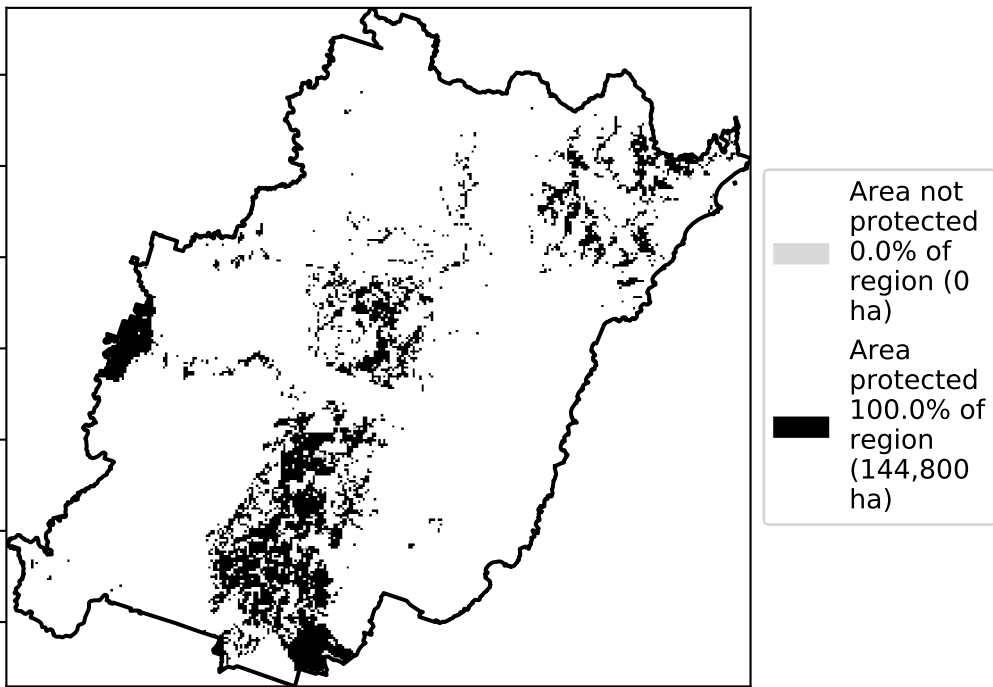 Area not
protected
0.0% of
region (0
ha)
Area
protected
100.0% of
region
(144,800
ha)